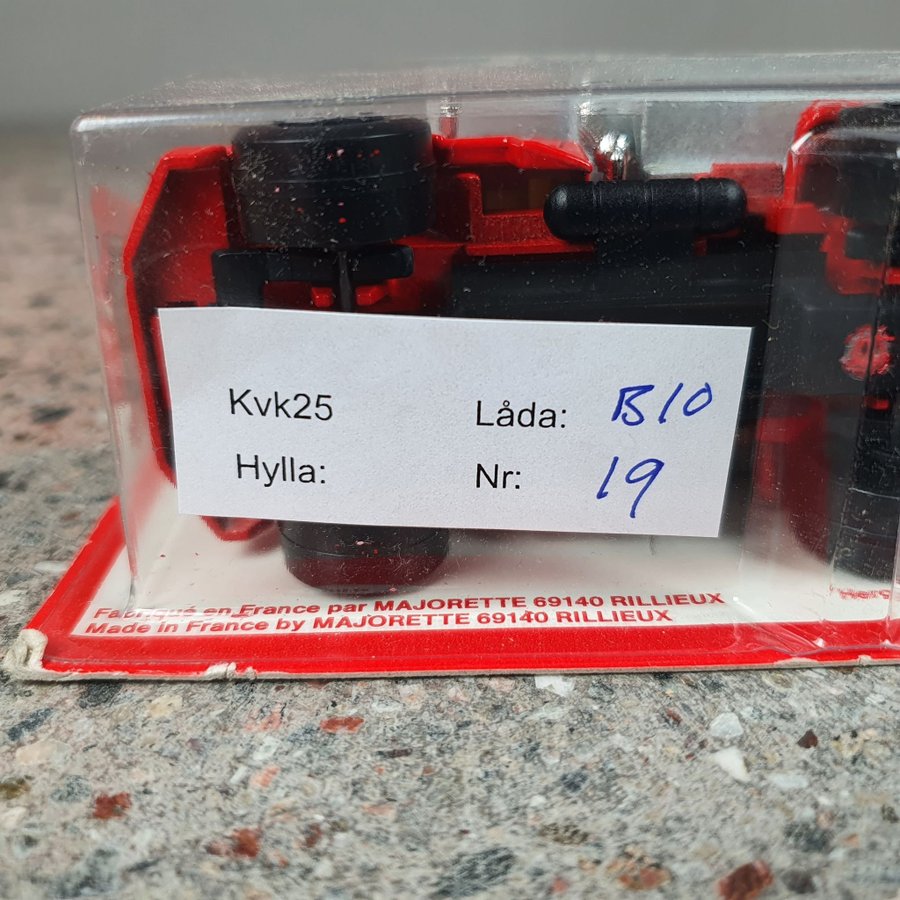 Kvk25 Låda: B10
Hylla: Nr: 19
Fabriqué en France par MAJORETTE 69140 RILLIEUX
Made in France by MAJORETTE 69140 RILLIEUX